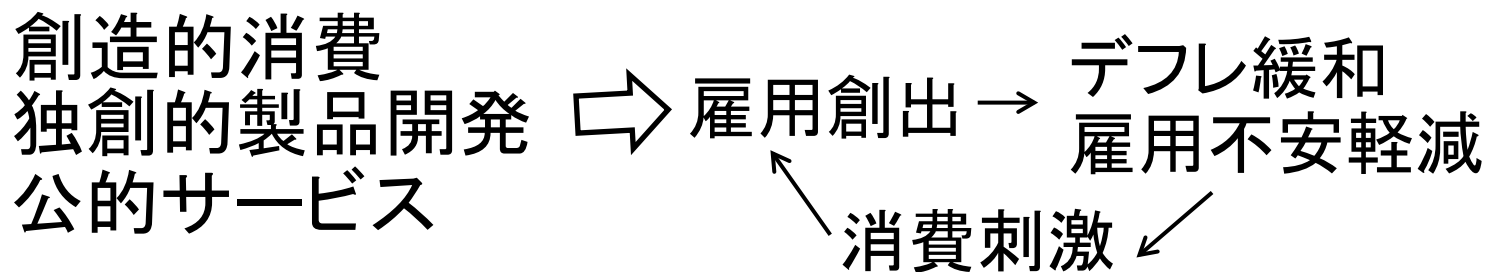 創造的消費
独創的製品開発
公的サービス
雇用創出
デフレ緩和
雇用不安軽減
消費刺激